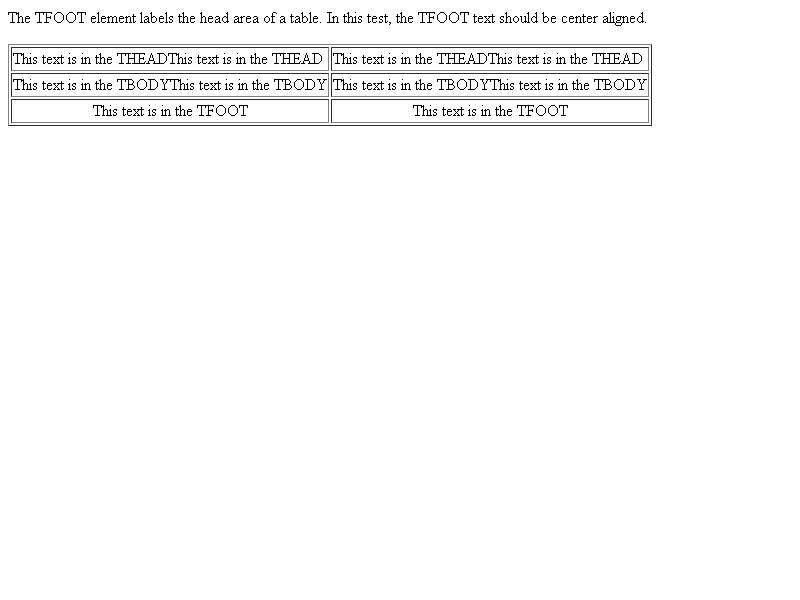 The TFOOT element labels the head area of a table. In this test, the TFOOT text should be center aligned.
This text is in the THEADThis text is in the THEAD This text is in the THEADThis text is in the THEAD
This text is in the TBODYThis text is in the TBODY This text is in the TBODYThis text is in the TBODY
This text is in the TFOOT This text is in the TFOOT